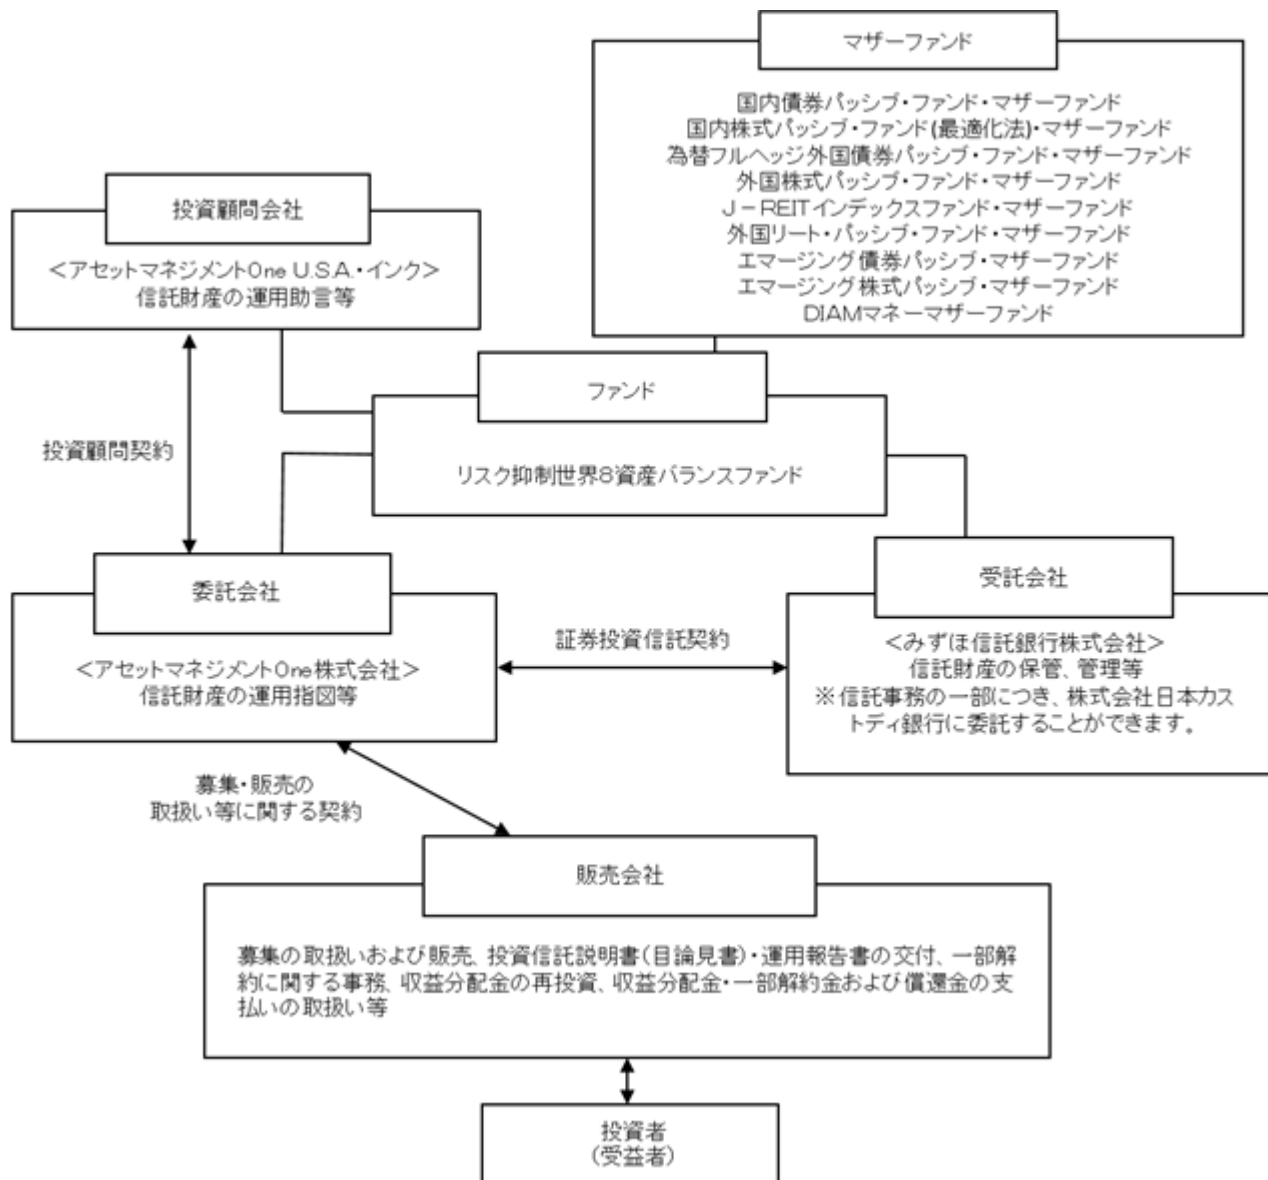 マザーファンド
国内債券パッシブ・ファンド・マザーファンド
国内株式パッシブ・ファンド(最適化法)・マザーファンド
為替フルヘッジ外国債券パッシブ・ファンド・マザーファンド
外国株式パッシブ・ファンド・マザーファンド
J－REITインデックスファンド・マザーファンド
外国リート・パッシブ・ファンド・マザーファンド
エマージング債券パッシブ・マザーファンド
エマージング株式パッシブ・マザーファンド
DIAMマネーマザーファンド
投資顧問会社
＜アセットマネジメントOne U.S.A.・インク＞
信託財産の運用助言等
ファンド
リスク抑制世界8資産バランスファンド
投資顧問契約
委託会社
＜アセットマネジメントOne株式会社＞
信託財産の運用指図等
証券投資信託契約
受託会社
＜みずほ信託銀行株式会社＞
信託財産の保管、管理等
※信託事務の一部につき、株式会社日本カス
トディ銀行に委託することができます。
募集・販売の
取扱い等に関する契約
販売会社
募集の取扱いおよび販売、投資信託説明書(目論見書)・運用報告書の交付、一部解
約に関する事務、収益分配金の再投資、収益分配金・一部解約金および償還金の支
払いの取扱い等
投資者
(受益者)